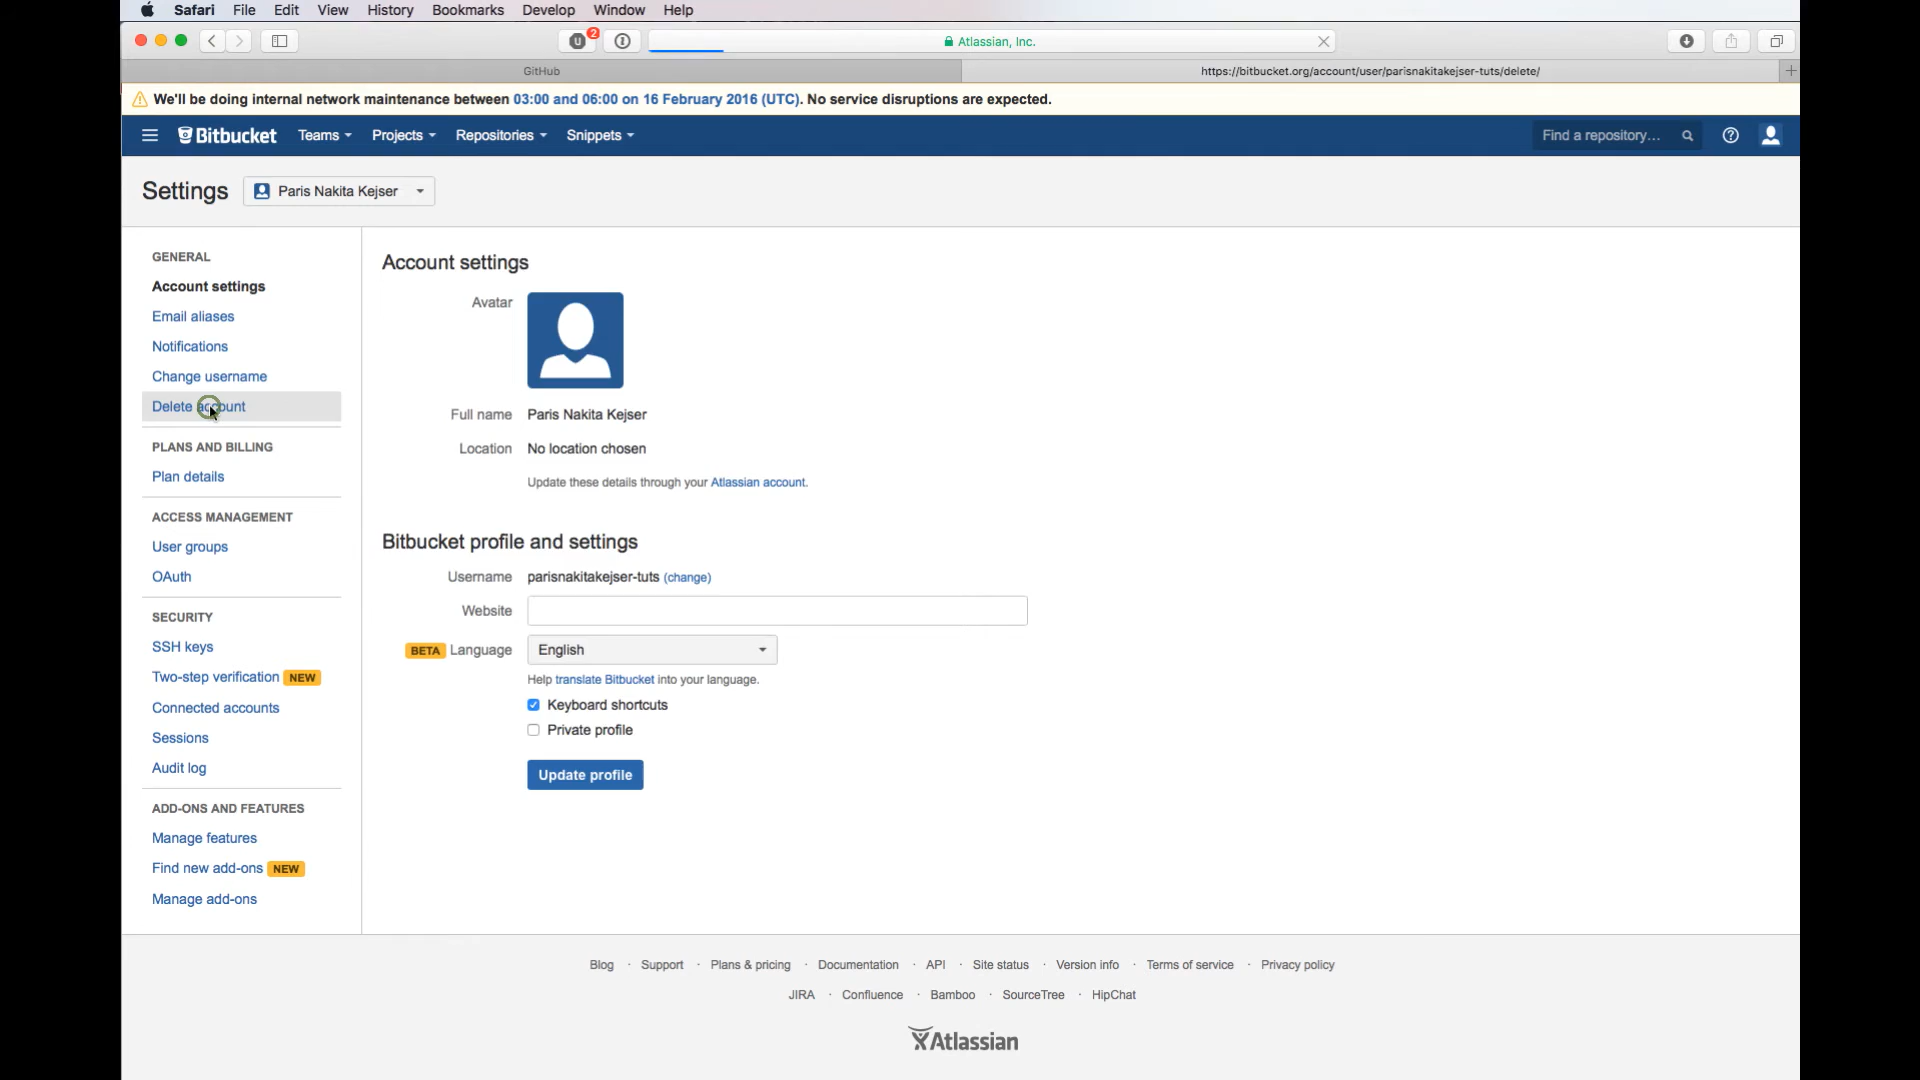 Safari File Edit View History Bookmarks Develop Window Help
2 Atlassian, Inc.
GitHub https://bitbucket.org/account/user/parisnakitakejser-tuts/delete/
We'll be doing internal network maintenance between 03:00 and 06:00 on 16 February 2016 (UTC). No service disruptions are expected.
Bitbucket Teams Projects Repositories Snippets Find a repository...
Settings Paris Nakita Kejser
GENERAL
Account settings
Email aliases
Notifications
Change username
Delete account
PLANS AND BILLING
Plan details
ACCESS MANAGEMENT
User groups
OAuth
SECURITY
SSH keys
Two-step verification NEW
Connected accounts
Sessions
Audit log
ADD-ONS AND FEATURES
Manage features
Find new add-ons NEW
Manage add-ons
Account settings
Avatar
Full name Paris Nakita Kejser
Location No location chosen
Update these details through your Atlassian account.
Bitbucket profile and settings
Username parisnakitakejser-tuts (change)
Website
BETA Language English
Help translate Bitbucket into your language.
Keyboard shortcuts
Private profile
Update profile
Blog · Support · Plans & pricing · Documentation · API · Site status · Version info · Terms of service · Privacy policy
JIRA · Confluence · Bamboo · SourceTree · HipChat
Atlassian